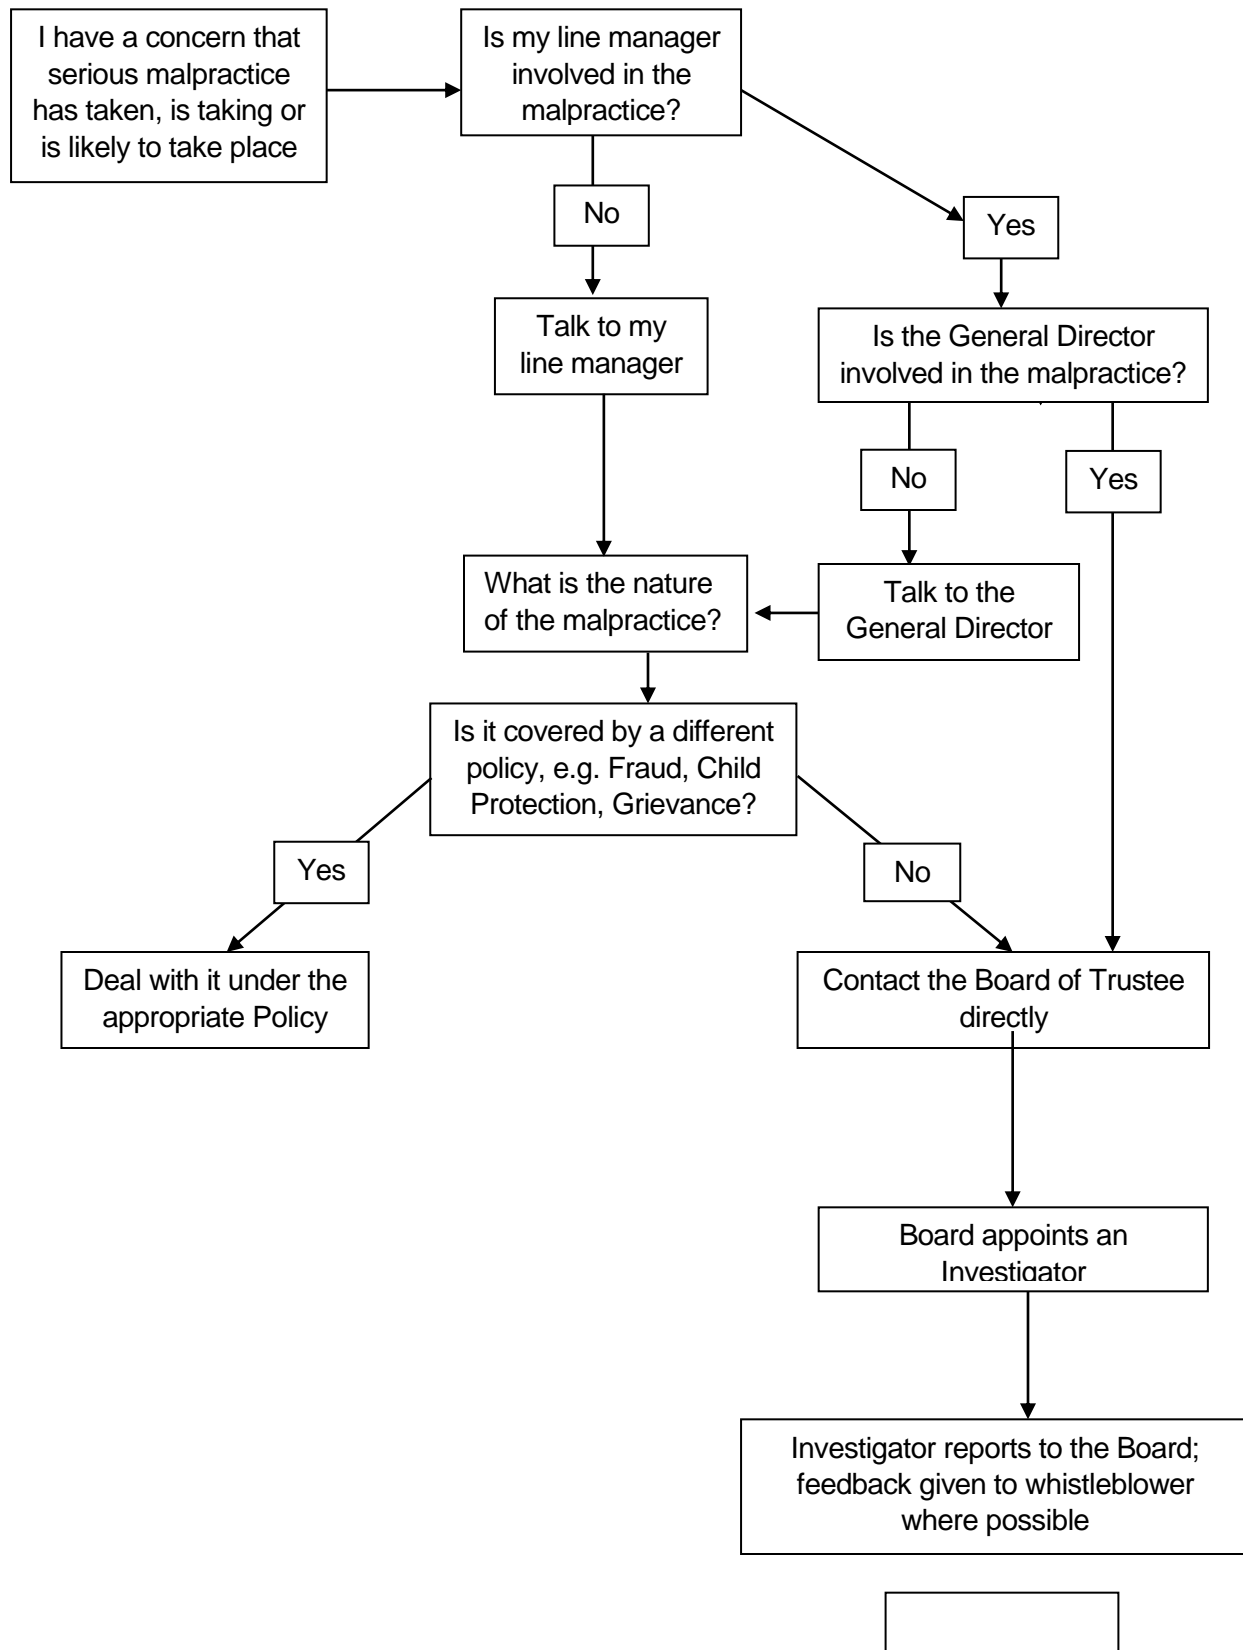 I have a concern that
serious malpractice
has taken, is taking or
is likely to take place
Is my line manager
involved in the
malpractice?
No
Yes
Talk to my
line manager
Is the General Director
involved in the malpractice?
No
Yes
What is the nature
of the malpractice?
Talk to the
General Director
Is it covered by a different
policy, e.g. Fraud, Child
Protection, Grievance?
Yes
No
Deal with it under the
appropriate Policy
Contact the Board of Trustee
directly
Board appoints an
Investigator
Investigator reports to the Board;
feedback given to whistleblower
where possible